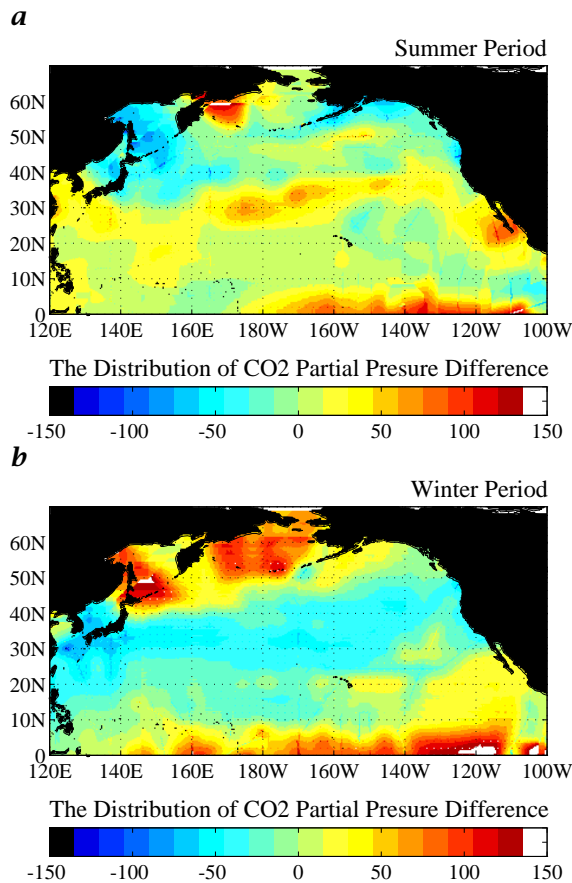 a
Summer Period
60N
50N
40N
30N
20N
10N
0
120E 140E 160E 180W 160W 140W 120W 100W
The Distribution of CO2 Partial Presure Difference
-150 -100 -50 0 50 100 150
b
Winter Period
60N
50N
40N
30N
20N
10N
0
120E 140E 160E 180W 160W 140W 120W 100W
The Distribution of CO2 Partial Presure Difference
-150 -100 -50 0 50 100 150